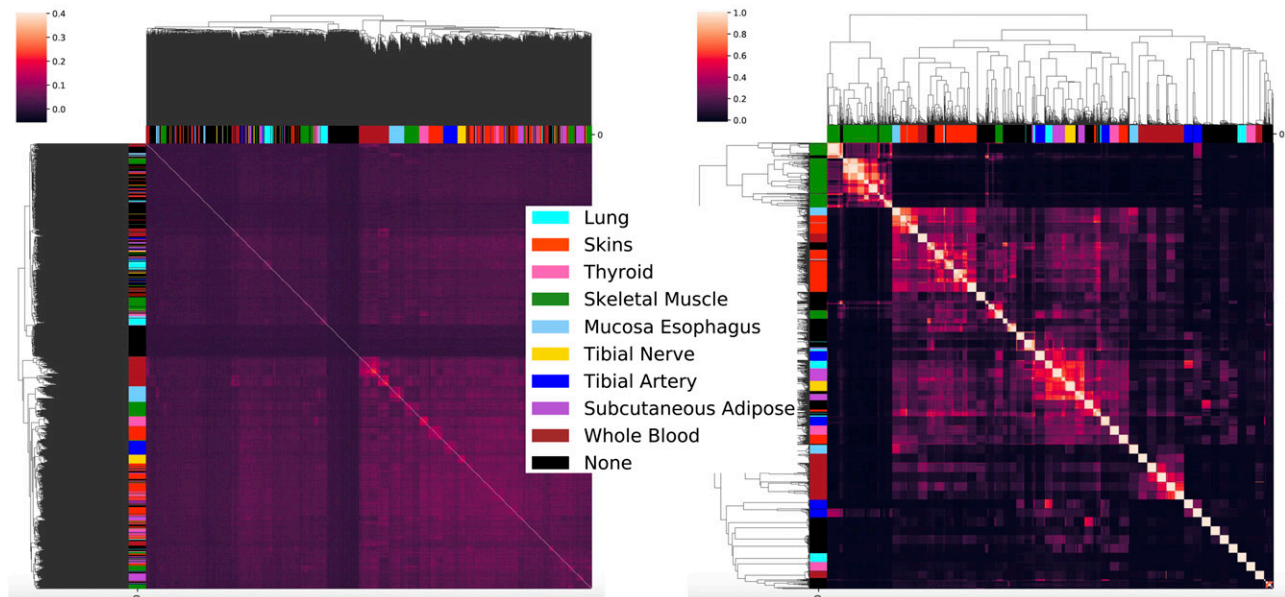 0.4
0.3
0.2
0.1
0.0
0
1.0
0.8
0.6
0.4
0.2
0.0
0
Lung
Skins
Thyroid
Skeletal Muscle
Mucosa Esophagus
Tibial Nerve
Tibial Artery
Subcutaneous Adipose
Whole Blood
None